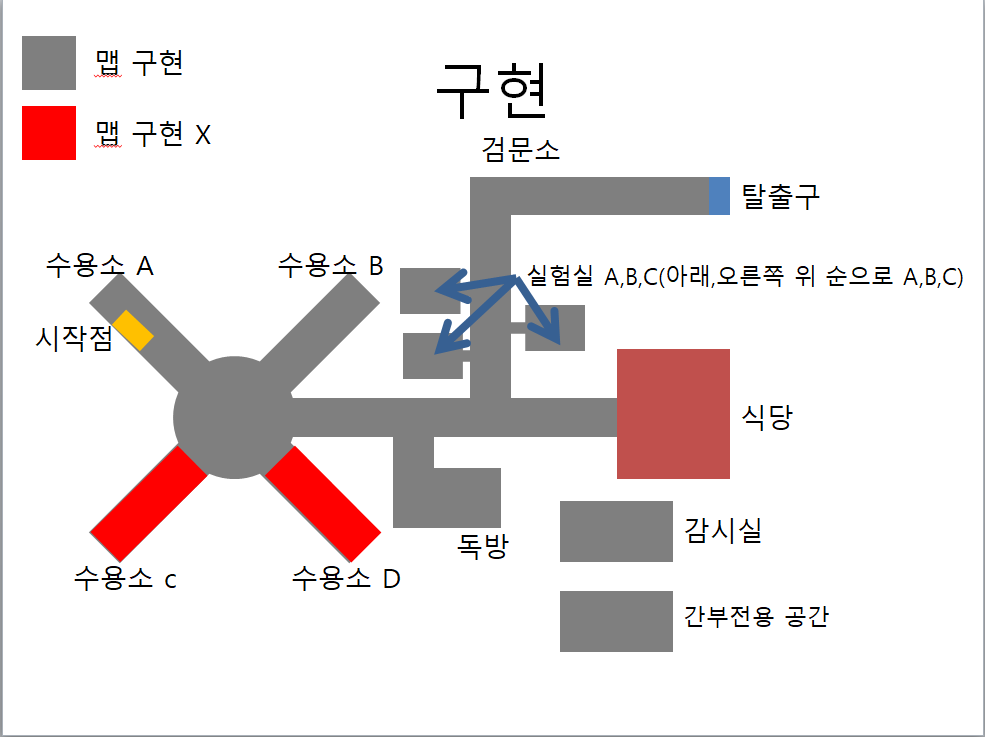 맵 구현
맵 구현 X
구현
검문소
탈출구
수용소 A
수용소 B
실험실 A,B,C(아래,오른쪽 위 순으로 A,B,C)
시작점
식당
감시실
독방
수용소 c
수용소 D
간부전용 공간